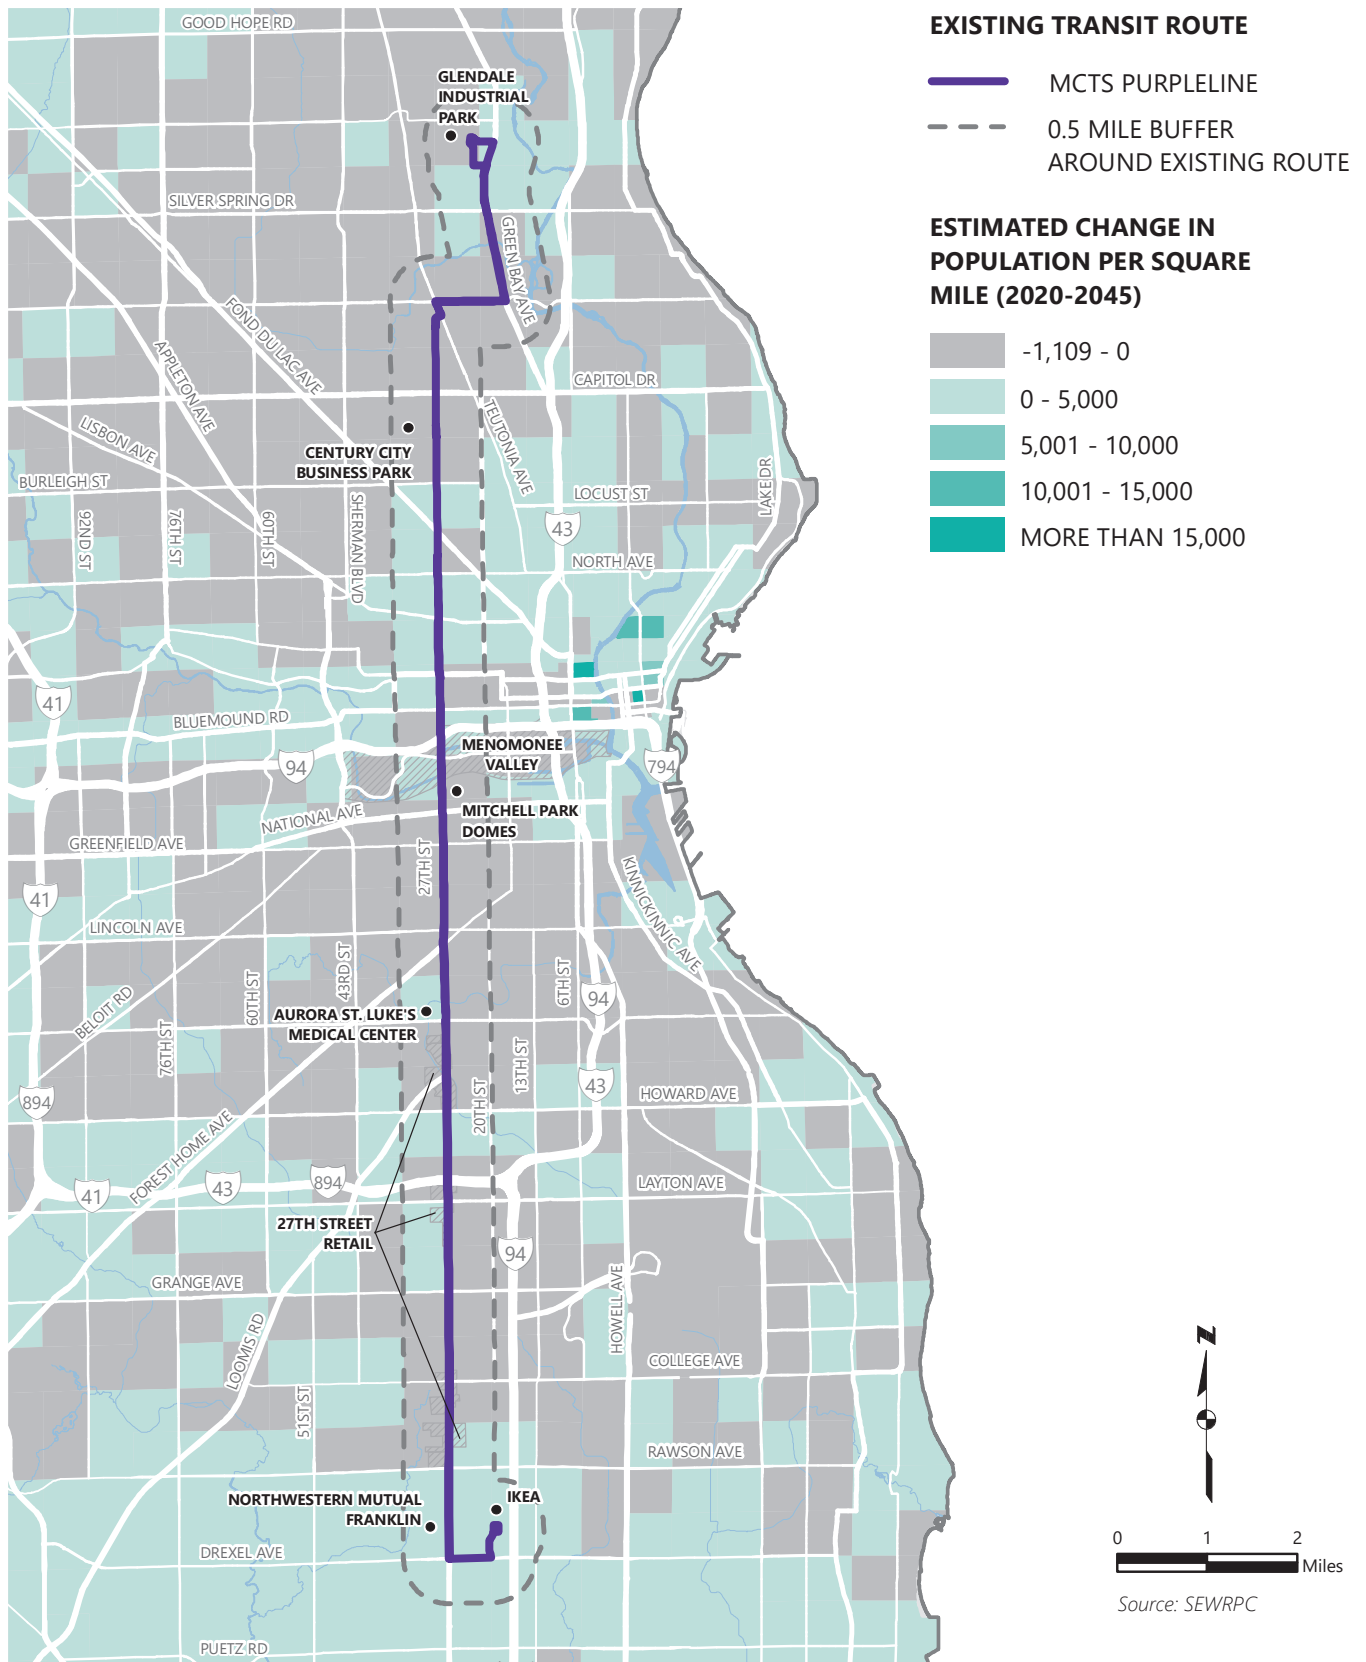 GOOD HOPE RD
GLENDALE
INDUSTRIAL
PARK
SILVER SPRING DR
GREEN BAY AVE
FOND DU LAC AVE
APPLETON AVE
CAPITOL DR
LISBON AVE
TEUTONIA AVE
CENTURY CITY
BUSINESS PARK
BURLEIGH ST
LOCUST ST
LAKE DR
92ND ST
76TH ST
60TH ST
SHERMAN BLVD
43
NORTH AVE
41
BLUEMOUND RD
94
MENOMONEE
VALLEY
794
MITCHELL PARK
DOMES
NATIONAL AVE
GREENFIELD AVE
27TH ST
KINNICKINNIC AVE
41
LINCOLN AVE
43RD ST
60TH ST
6TH ST
94
BELOIT RD
AURORA ST. LUKE'S
MEDICAL CENTER
76TH ST
13TH ST
20TH ST
43
HOWARD AVE
894
FOREST HOME AVE
41
43
894
LAYTON AVE
27TH STREET
RETAIL
94
GRANGE AVE
HOWELL AVE
LOOMIS RD
COLLEGE AVE
51ST ST
RAWSON AVE
NORTHWESTERN MUTUAL
FRANKLIN
IKEA
DREXEL AVE
PUETZ RD
EXISTING TRANSIT ROUTE
MCTS PURPLELINE
0.5 MILE BUFFER
AROUND EXISTING ROUTE
ESTIMATED CHANGE IN
POPULATION PER SQUARE
MILE (2020-2045)
-1,109 - 0
0 - 5,000
5,001 - 10,000
10,001 - 15,000
MORE THAN 15,000
N
0 1 2
Miles
Source: SEWRPC